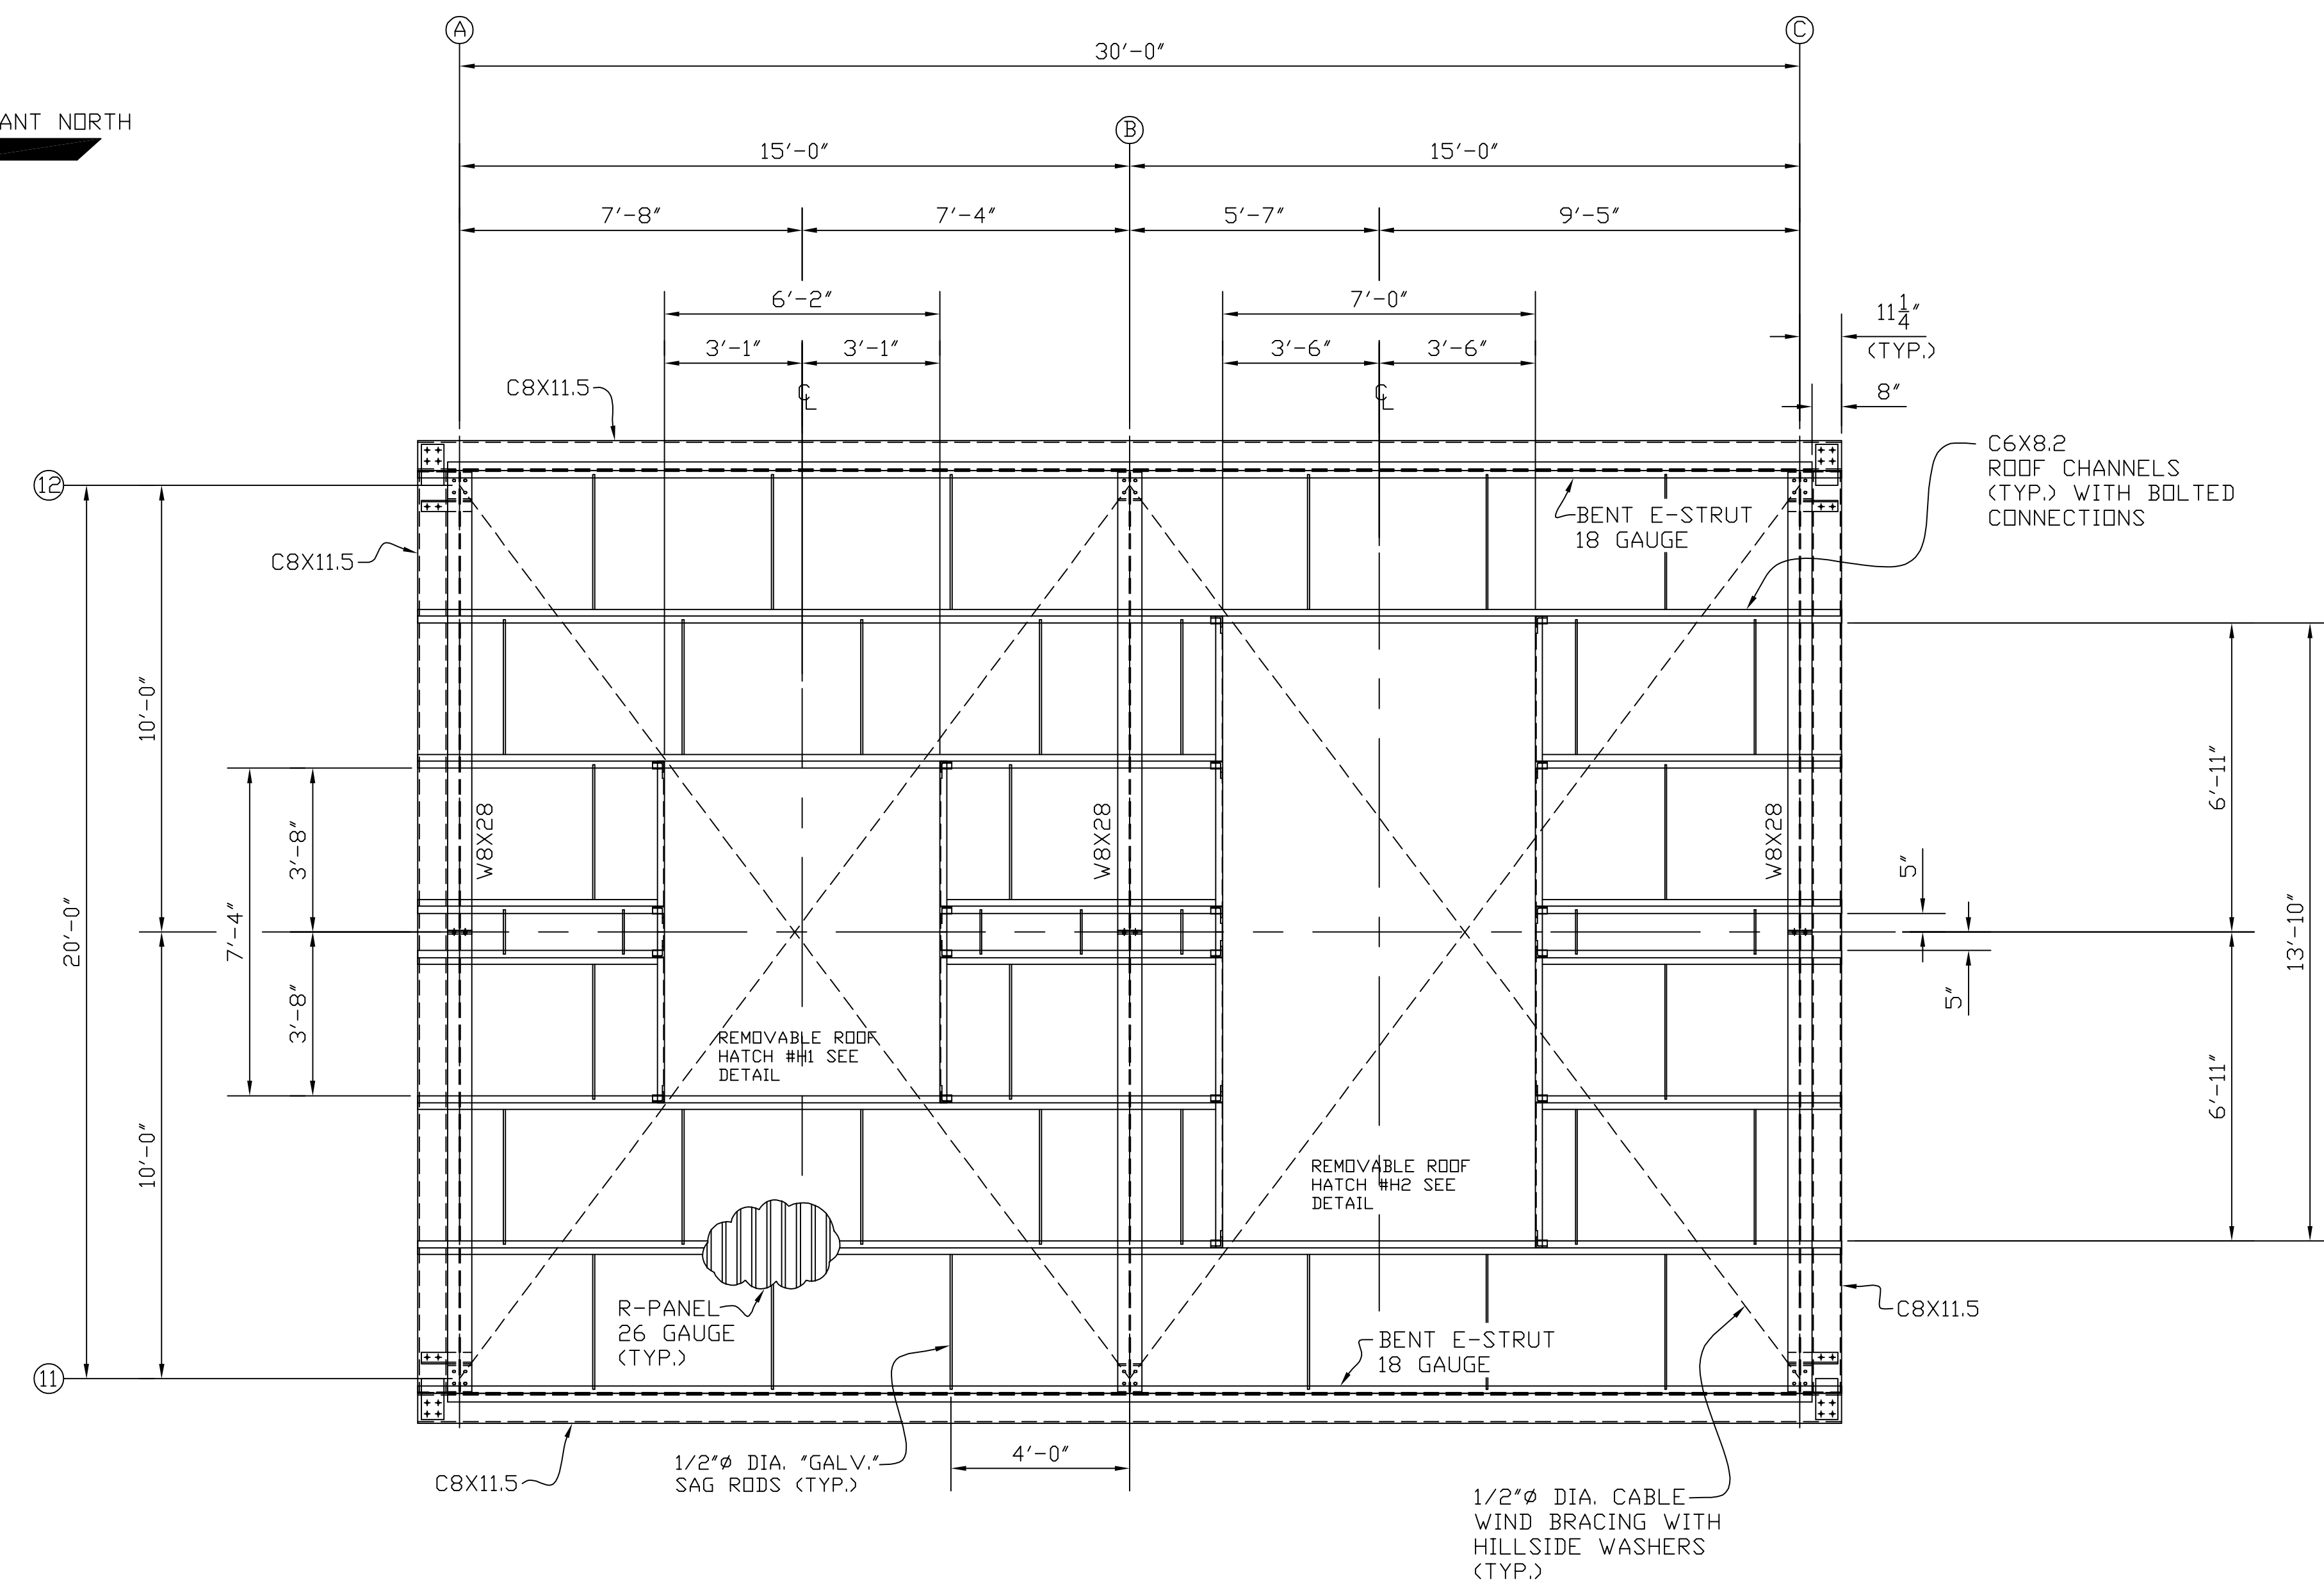 A
C
30'-0"
ANT NORTH
B
15'-0"
15'-0"
7'-8"
7'-4"
5'-7"
9'-5"
6'-2"
7'-0"
11 1/4"
(TYP.)
3'-1"
3'-1"
3'-6"
3'-6"
C8X11.5
CL
CL
8"
C6X8.2
ROOF CHANNELS
(TYP.) WITH BOLTED
CONNECTIONS
12
BENT E-STRUT
18 GAUGE
C8X11.5
10'-0"
20'-0"
10'-0"
7'-4"
3'-8"
3'-8"
W8X28
W8X28
W8X28
5"
5"
6'-11"
6'-11"
13'-10"
REMOVABLE ROOF
HATCH #H1 SEE
DETAIL
REMOVABLE ROOF
HATCH #H2 SEE
DETAIL
R-PANEL
26 GAUGE
(TYP.)
BENT E-STRUT
18 GAUGE
C8X11.5
11
4'-0"
1/2"Ø DIA. "GALV."
SAG RODS (TYP.)
C8X11.5
1/2"Ø DIA. CABLE
WIND BRACING WITH
HILLSIDE WASHERS
(TYP.)